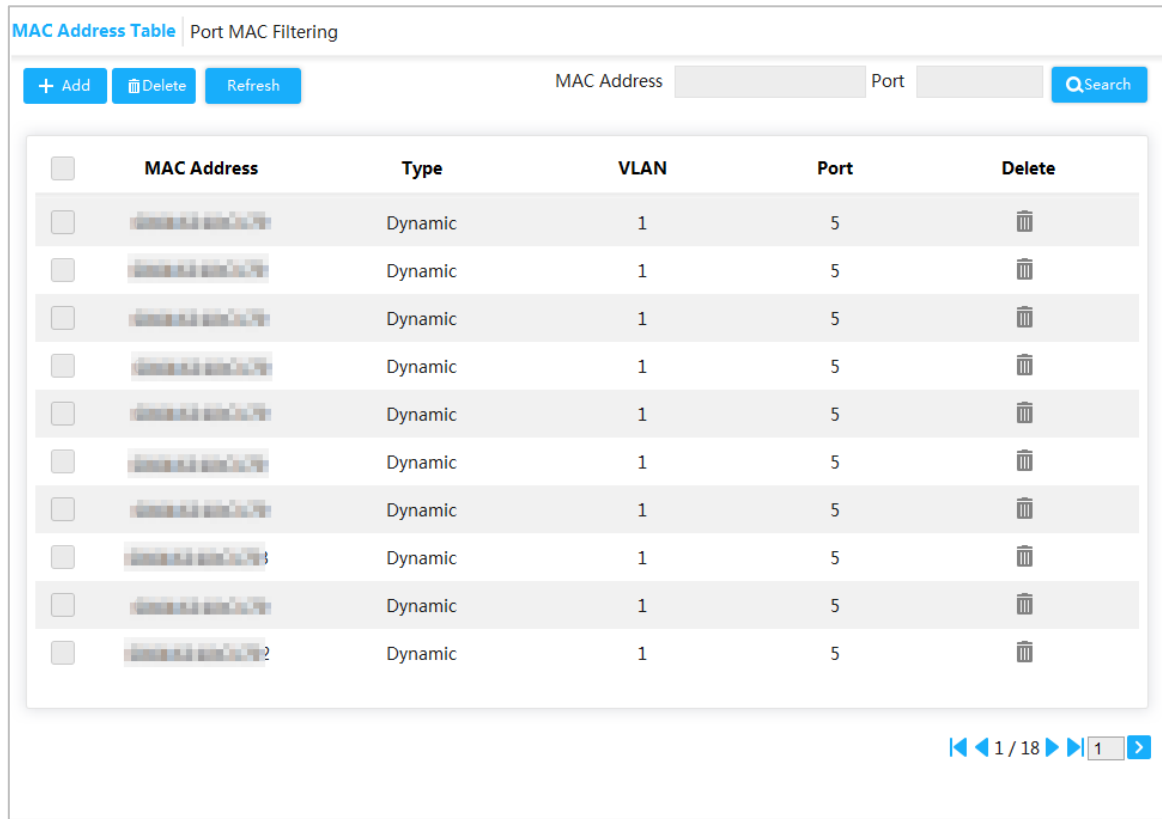 MAC Address Table Port MAC Filtering
Add Delete Refresh MAC Address Port Search
MAC Address Type VLAN Port Delete
Dynamic 1 5
Dynamic 1 5
Dynamic 1 5
Dynamic 1 5
Dynamic 1 5
Dynamic 1 5
Dynamic 1 5
Dynamic 1 5
Dynamic 1 5
Dynamic 1 5
1 / 18 1